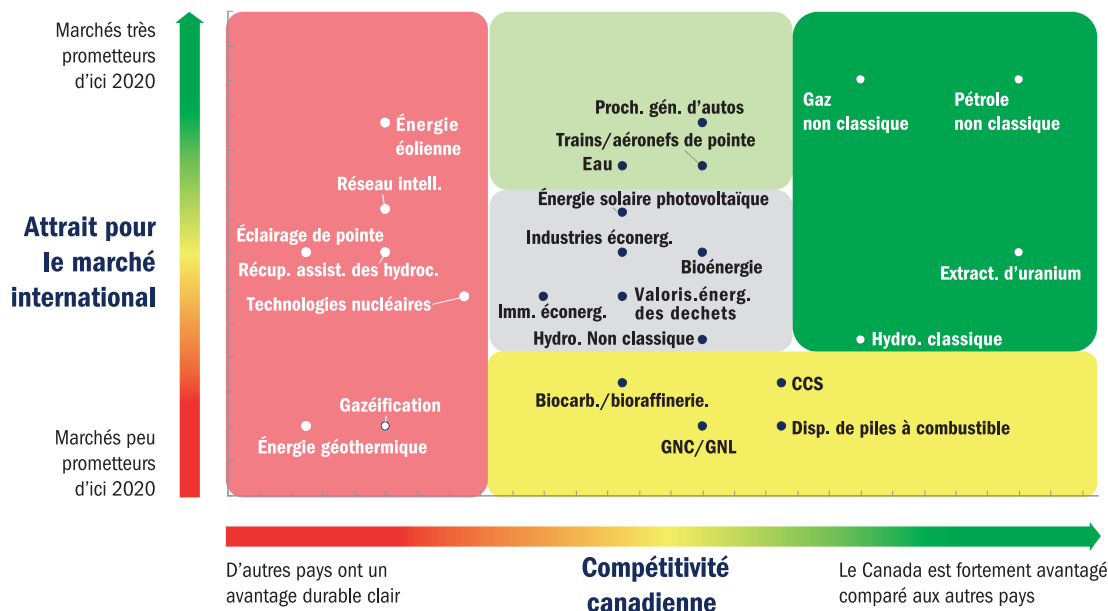 Marchés très
prometteurs
d'ici 2020
Attrait pour
le marché
international
Marchés peu
prometteurs
d'ici 2020
Énergie
éolienne
Réseau intell.
Éclairage de pointe
Récup. assist. des hydroc.
Technologies nucléaires
Gazéification
Énergie géothermique
Proch. gén. d'autos
Trains/aéronefs de pointe
Eau
Énergie solaire photovoltaïque
Industries éconerg.
Bioénergie
Imm. éconerg.
Valoris.énerg.
des dechets
Hydro. Non classique
Biocarb./bioraffinerie.
CCS
GNC/GNL
Disp. de piles à combustible
Gaz
non classique
Pétrole
non classique
Extract. d'uranium
Hydro. classique
D'autres pays ont un
avantage durable clair
Compétitivité
canadienne
Le Canada est fortement avantagé
comparé aux autres pays